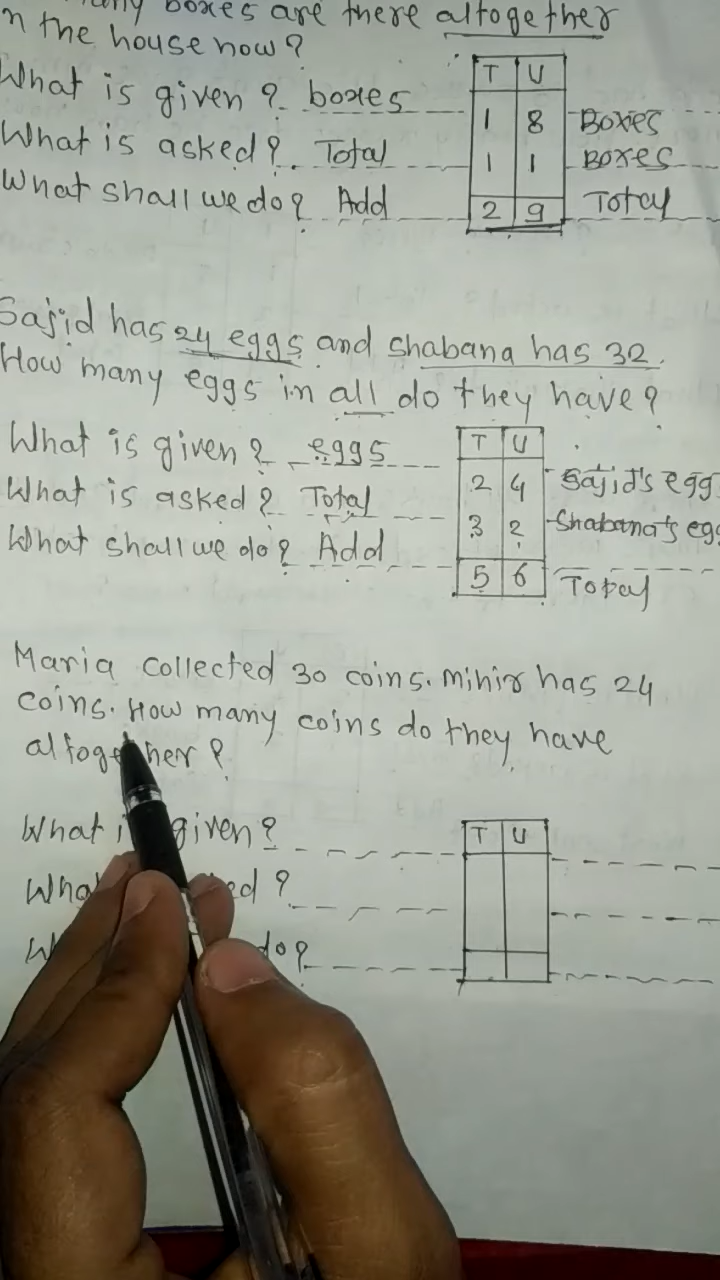 boxes are there altogether
n the house now?
What is given? boxes
What is asked? Total
What shall we do? Add
T U
1 8 Boxes
1 1 Boxes
2 9 Total
Sajid has 24 eggs and shabana has 32.
How many eggs in all do they have?
What is given? eggs
What is asked? Total
What shall we do? Add
T U
2 4 Sajid's egg
3 2 Shabana's eg
5 6 Total
Maria collected 30 coins. Mihir has 24
coins. How many coins do they have
altogether?
What given?
ed?
do?
T U